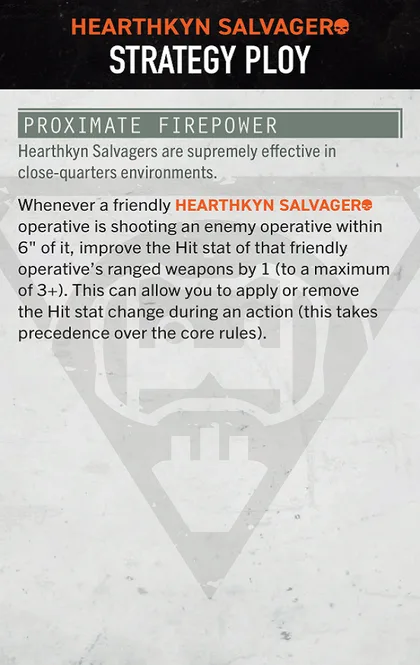 HEARTHKYN SALVAGER
STRATEGY PLOY
PROXIMATE FIREPOWER
Hearthkyn Salvagers are supremely effective in
close-quarters environments.
Whenever a friendly HEARTHKYN SALVAGER
operative is shooting an enemy operative within
6" of it, improve the Hit stat of that friendly
operative's ranged weapons by 1 (to a maximum
of 3+). This can allow you to apply or remove
the Hit stat change during an action (this takes
precedence over the core rules).